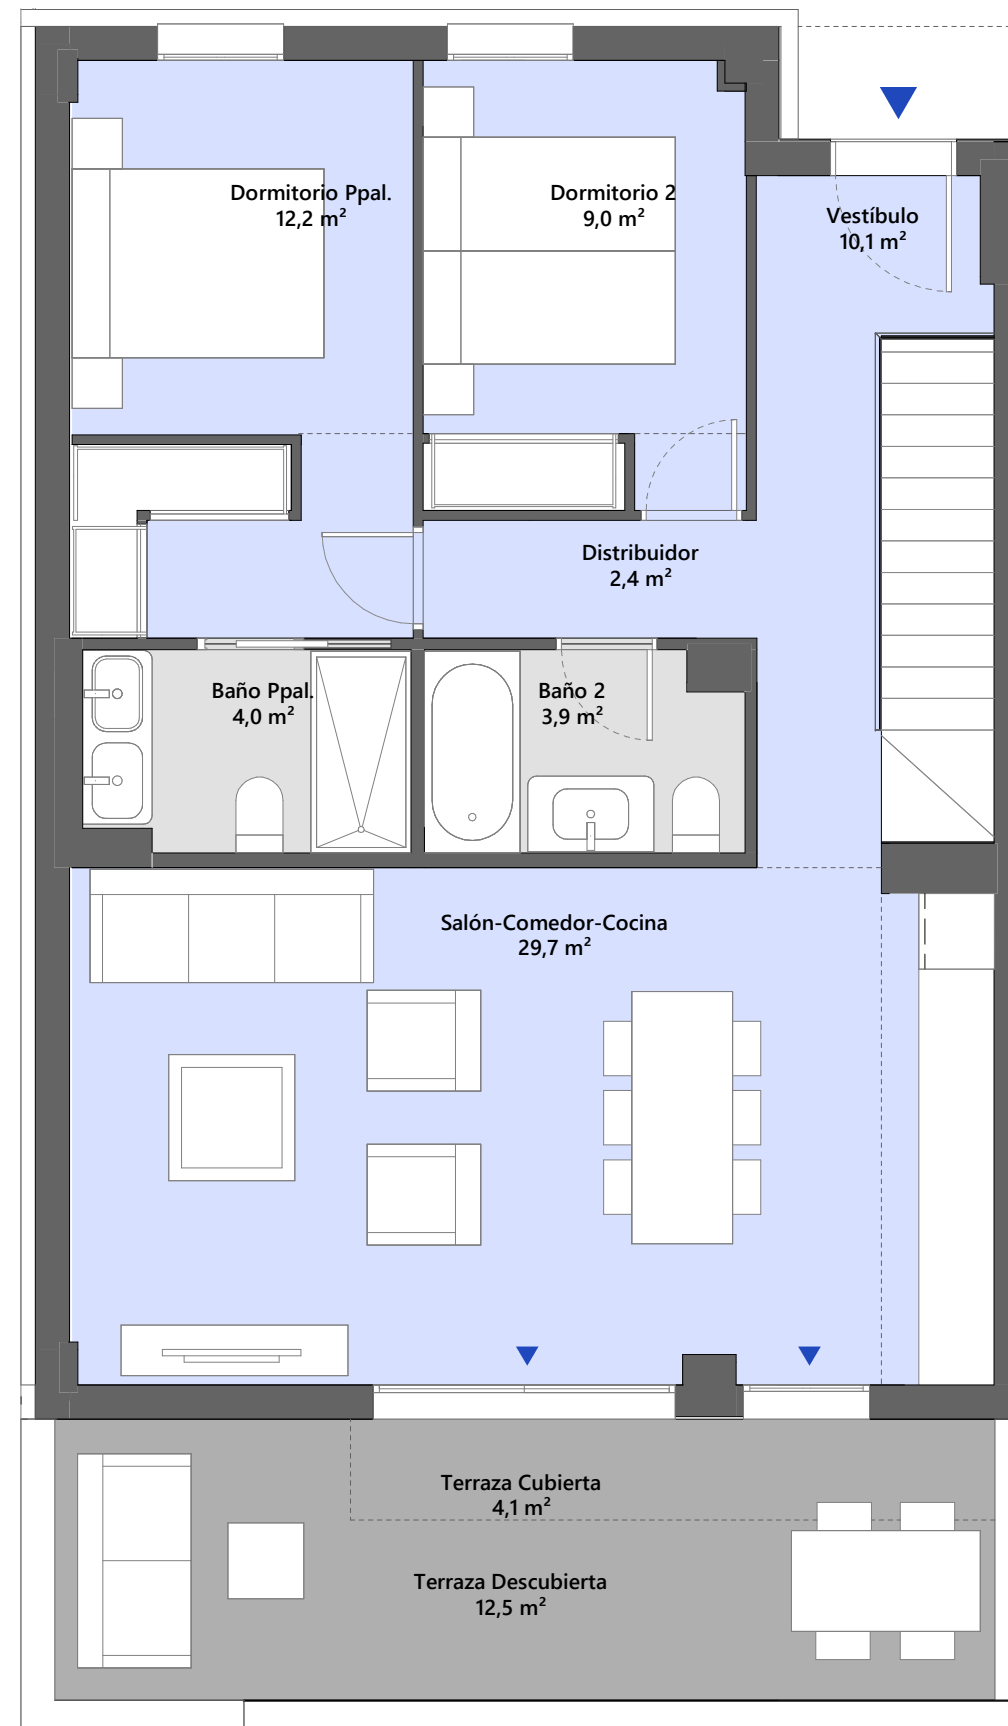 Dormitorio Ppal.
12,2 m²
Dormitorio 2
9,0 m²
Vestíbulo
10,1 m²
Distribuidor
2,4 m²
Baño Ppal.
4,0 m²
Baño 2
3,9 m²
Salón-Comedor-Cocina
29,7 m²
Terraza Cubierta
4,1 m²
Terraza Descubierta
12,5 m²